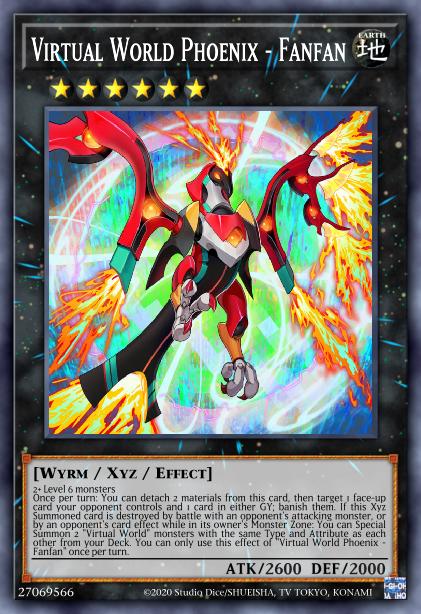 VIRTUAL WORLD PHOENIX - FANFAN
EARTH
地
[WYRM / XYZ / EFFECT]
2+ Level 6 monsters
Once per turn: You can detach 2 materials from this card, then target 1 face-up
card your opponent controls and 1 card in either GY; banish them. If this Xyz
Summoned card is destroyed by battle with an opponent's attacking monster, or
by an opponent's card effect while in its owner's Monster Zone: You can Special
Summon 2 "Virtual World" monsters with the same Type and Attribute as each
other from your Deck. You can only use this effect of "Virtual World Phoenix -
Fanfan" once per turn.
ATK/2600 DEF/2000
27069566
©2020 Studio Dice/SHUEISHA, TV TOKYO, KONAMI